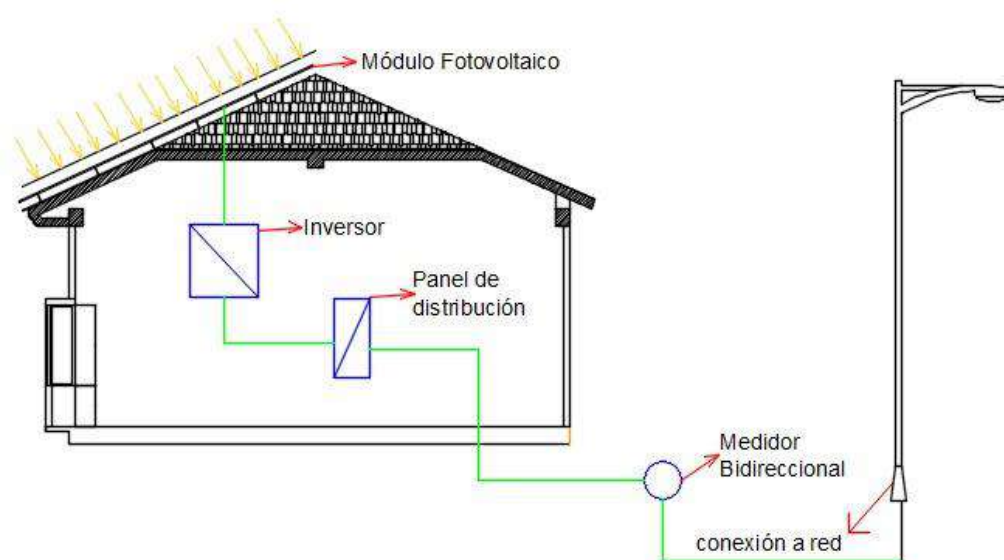 Módulo Fotovoltaico
Inversor
Panel de
distribución
Medidor
Bidireccional
conexión a red